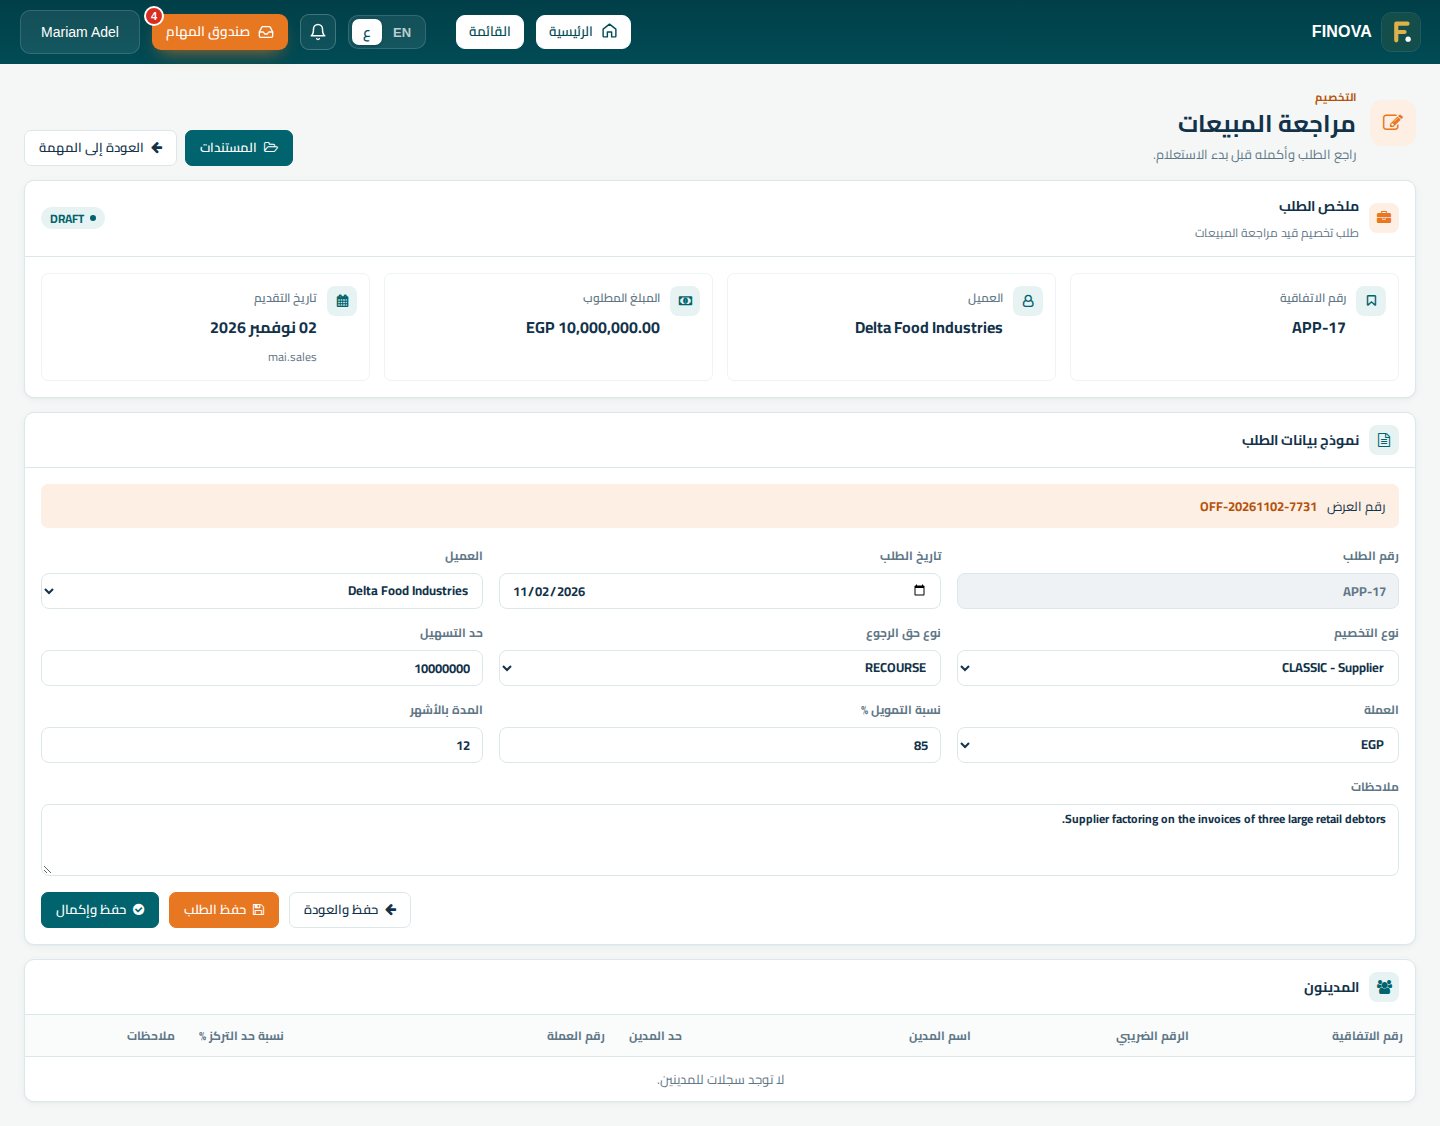 FINOVA
الرئيسية
القائمة
EN
ع
صندوق المهام
4
Mariam Adel
التخصيم
مراجعة المبيعات
راجع الطلب وأكمله قبل بدء الاستعلام.
المستندات
العودة إلى المهمة
ملخص الطلب
طلب تخصيم قيد مراجعة المبيعات
DRAFT
رقم الاتفاقية
APP-17
العميل
Delta Food Industries
المبلغ المطلوب
EGP 10,000,000.00
تاريخ التقديم
02 نوفمبر 2026
mai.sales
نموذج بيانات الطلب
رقم العرض OFF-20261102-7731
رقم الطلب
APP-17
تاريخ الطلب
11/02/2026
العميل
Delta Food Industries
نوع التخصيم
CLASSIC - Supplier
نوع حق الرجوع
RECOURSE
حد التسهيل
10000000
العملة
EGP
نسبة التمويل %
85
المدة بالأشهر
12
ملاحظات
Supplier factoring on the invoices of three large retail debtors.
حفظ والعودة
حفظ الطلب
حفظ وإكمال
المدينون
رقم الاتفاقية
الرقم الضريبي
اسم المدين
حد المدين
رقم العملة
نسبة حد التركز %
ملاحظات
لا توجد سجلات للمدينين.